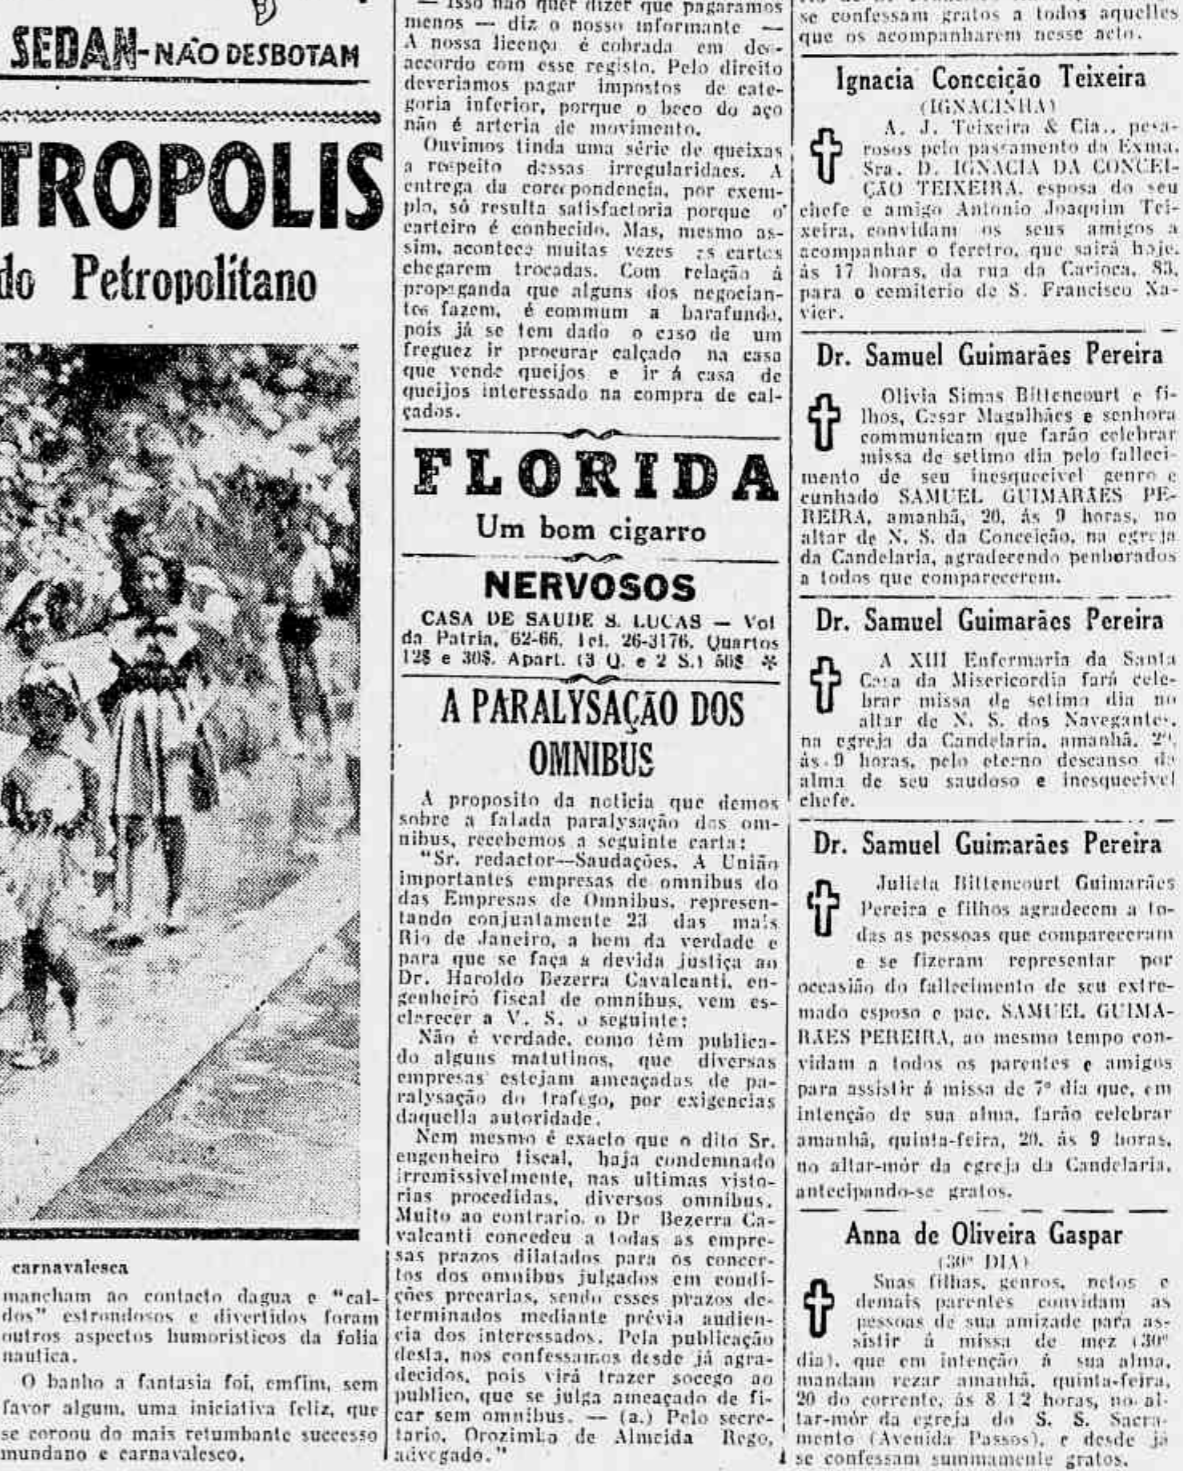 SEDAN-NÃO DESBOTAM
TROPOLIS
do Petropolitano
carnavalesca
mancham ao contacto dagua e "cal-
dos" estrondosos e divertidos foram
outros aspectos humoristicos da folia
nautica.
O banho a fantasia foi, emfim, sem
favor algum, uma iniciativa feliz, que
se coroou do mais retumbante successo
mundano e carnavalesco.
— Isso não quer dizer que pagaramos
menos — diz o nosso informante —
A nossa licença é cobrada em des-
accordo com esse registo. Pelo direito
deveriamos pagar impostos de cate-
goria inferior, porque o beco do aço
não é arteria de movimento.
Ouvimos tinda uma série de queixas
a respeito dessas irregularidaes. A
entrega da correspondencia, por exem-
plo, só resulta satisfactoria porque o
carteiro é conhecido. Mas, mesmo as-
sim, acontece muitas vezes as cartas
chegarem trocadas. Com relação á
propaganda que alguns dos negocian-
tes fazem, é commum a barafunda,
pois já se tem dado o caso de um
freguez ir procurar calçado na casa
que vende queijos e ir á casa de
queijos interessado na compra de cal-
çados.
FLORIDA
Um bom cigarro
NERVOSOS
CASA DE SAUDE S. LUCAS — Vol
da Patria, 62-66. Tel. 26-3176. Quartos
12$ e 30$. Apart. (3 Q. e 2 S.) 50$ *
A PARALYSAÇÃO DOS
OMNIBUS
A proposito da noticia que demos
sobre a falada paralysação dos om-
nibus, recebemos a seguinte carta:
"Sr. redactor—Saudações. A União
importantes empresas de omnibus do
das Empresas de Omnibus, represen-
tando conjuntamente 23 das mais
Rio de Janeiro, a bem da verdade e
para que se faça a devida justiça ao
Dr. Haroldo Bezerra Cavalcanti, en-
genheiro fiscal de omnibus, vem es-
clarecer a V. S. o seguinte:
Não é verdade, como têm publica-
do alguns matutinos, que diversas
empresas estejam ameaçadas de pa-
ralysação do trafego, por exigencias
daquella autoridade.
Nem mesmo é exacto que o dito Sr.
engenheiro fiscal, haja condemnado
irremissivelmente, nas ultimas visto-
rias procedidas, diversos omnibus.
Muito ao contrario, o Dr Bezerra Ca-
valcanti concedeu a todas as empre-
sas prazos dilatados para os concer-
tos dos omnibus julgados em condi-
ções precarias, sendo esses prazos de-
terminados mediante prévia audien-
cia dos interessados. Pela publicação
desta, nos confessamos desde já agra-
decidos, pois virá trazer socego ao
publico, que se julga ameaçado de fi-
car sem omnibus. — (a.) Pelo secre-
tario, Orozimbo de Almeida Rego,
advogado."
se confessam gratos a todos aquelles
que os acompanharem nesse acto.
Ignacia Conceição Teixeira
(IGNACINHA)
A. J. Teixeira & Cia., pesa-
rosos pelo passamento da Exma.
Sra. D. IGNACIA DA CONCEI-
ÇÃO TEIXEIRA, esposa do seu
chefe e amigo Antonio Joaquim Tei-
xeira, convidam os seus amigos a
acompanhar o feretro, que sairá hoje,
ás 17 horas, da rua da Carioca, 83,
para o cemiterio de S. Francisco Xa-
vier.
Dr. Samuel Guimarães Pereira
Olivia Simas Bittencourt e fi-
lhos, Cesar Magalhães e senhora
communicam que farão celebrar
missa de setimo dia pelo falleci-
mento de seu inesquecivel genro e
cunhado SAMUEL GUIMARÃES PE-
REIRA, amanhã, 20, ás 9 horas, no
altar de N. S. da Conceição, na egreja
da Candelaria, agradecendo penhorados
a todos que comparecerem.
Dr. Samuel Guimarães Pereira
A XIII Enfermaria da Santa
Casa da Misericordia fará cele-
brar missa de setimo dia no
altar de N. S. dos Navegantes,
na egreja da Candelaria, amanhã, 20,
ás 9 horas, pelo eterno descanso da
alma de seu saudoso e inesquecivel
chefe.
Dr. Samuel Guimarães Pereira
Julieta Bittencourt Guimarães
Pereira e filhos agradecem a to-
das as pessoas que compareceram
e se fizeram representar por
occasião do fallecimento de seu extre-
mado esposo e pae, SAMUEL GUIMA-
RÃES PEREIRA, ao mesmo tempo con-
vidam a todos os parentes e amigos
para assistir á missa de 7º dia que, em
intenção de sua alma, farão celebrar
amanhã, quinta-feira, 20, ás 9 horas,
no altar-mór da egreja da Candelaria,
antecipando-se gratos.
Anna de Oliveira Gaspar
(30º DIA)
Suas filhas, genros, netos e
demais parentes convidam as
pessoas de sua amizade para as-
sistir á missa de mez (30º
dia), que em intenção á sua alma,
mandam rezar amanhã, quinta-feira,
20 do corrente, ás 8 1 2 horas, no al-
tar-mór da egreja do S. S. Sacra-
mento (Avenida Passos), e desde já
se confessam summamente gratos.